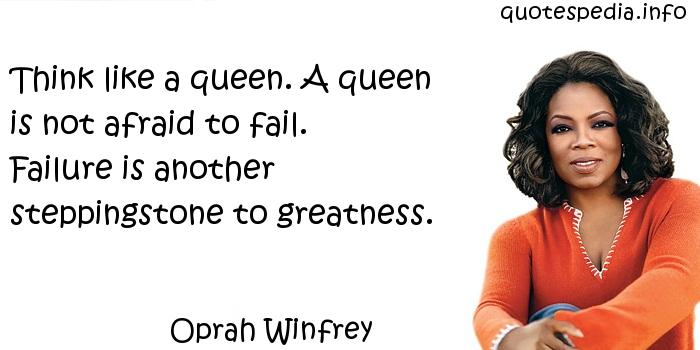 quotespedia.info
Think like a queen. A queen
is not afraid to fail.
Failure is another
steppingstone to greatness.
Oprah Winfrey